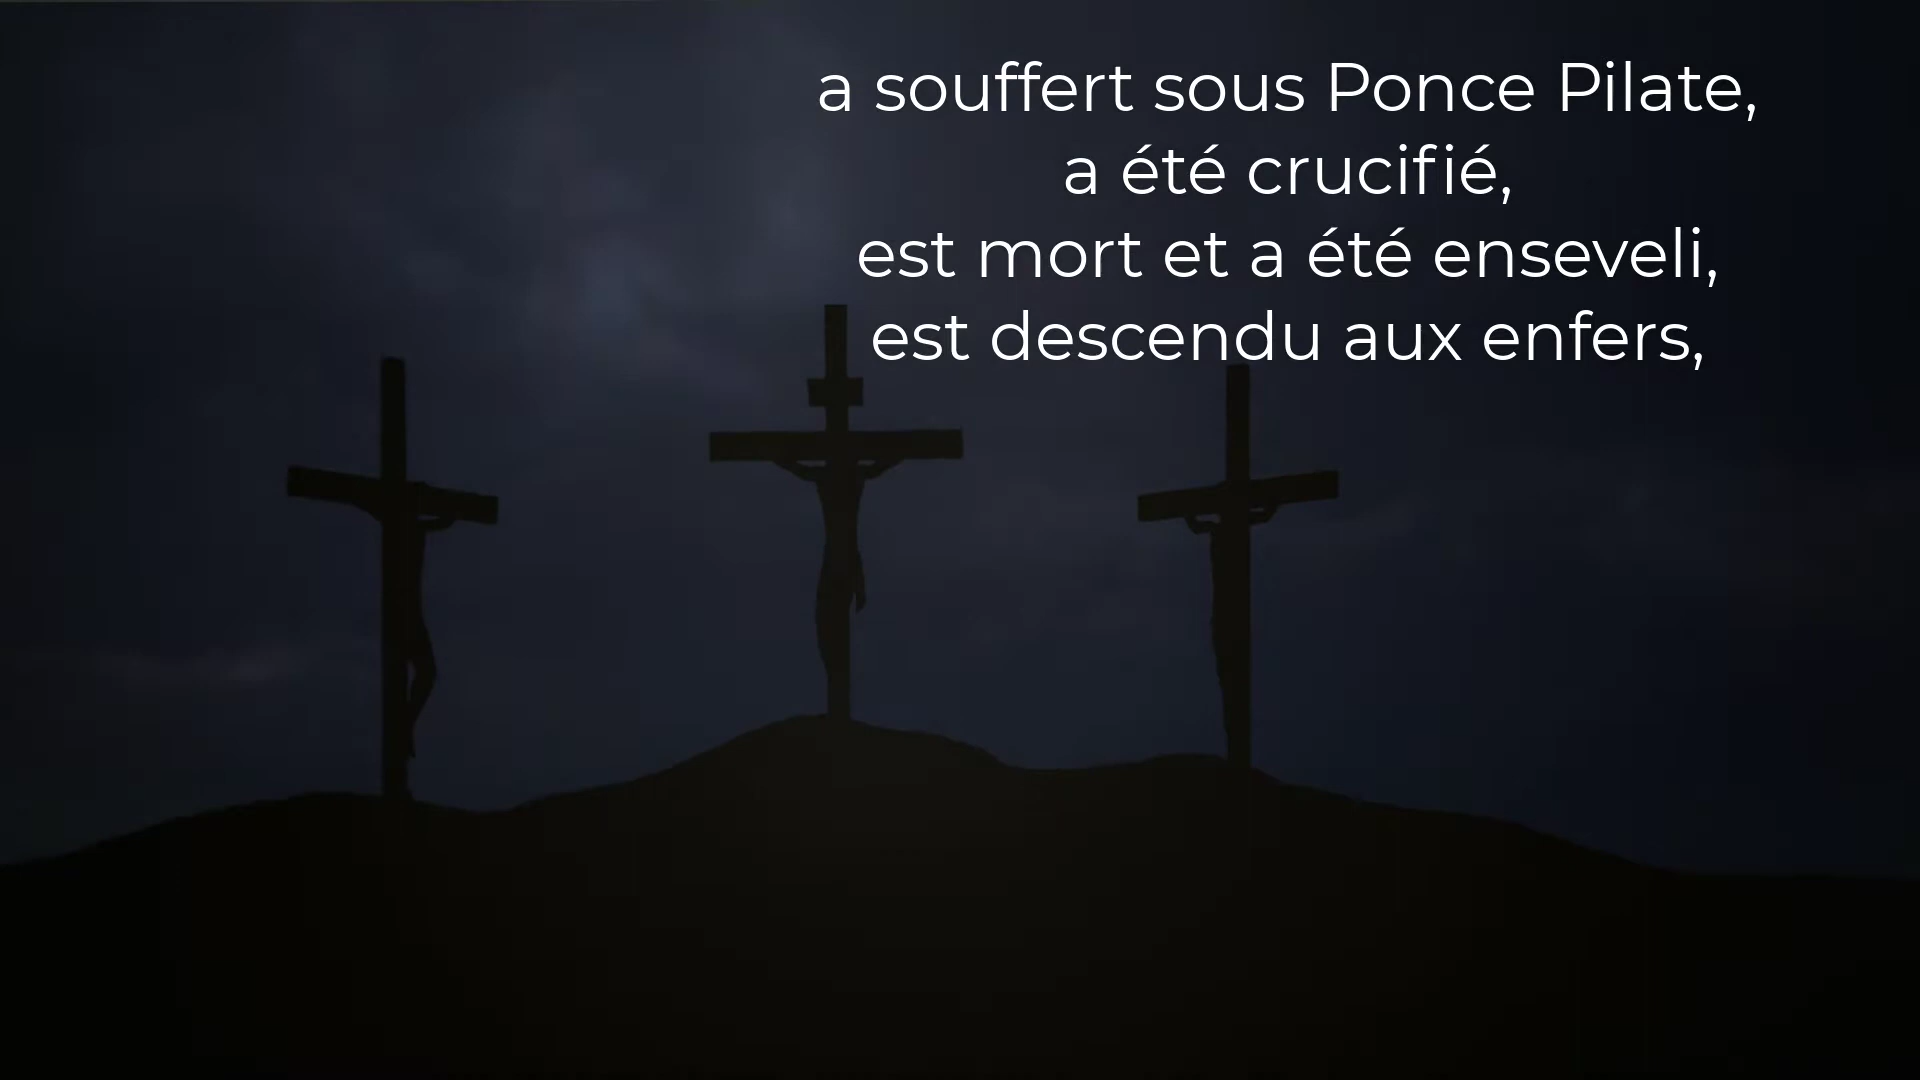 a souffert sous Ponce Pilate,
a été crucifié,
est mort et a été enseveli,
est descendu aux enfers,